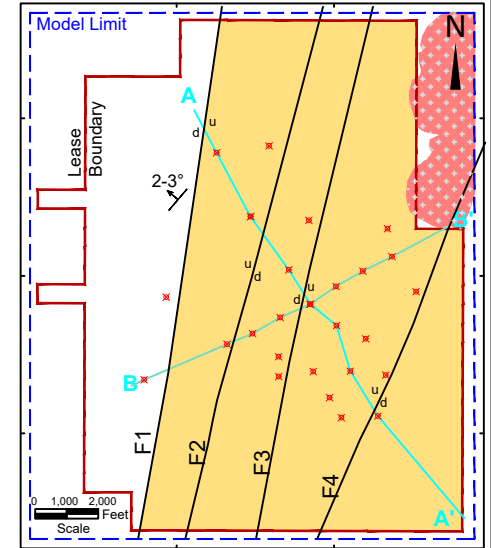 Model Limit
N
A
u
d
Lease
Boundary
2-3°
B'
u
d
u
d
B
u
d
F1
F2
F3
F4
0 1,000 2,000
Feet
Scale
A'